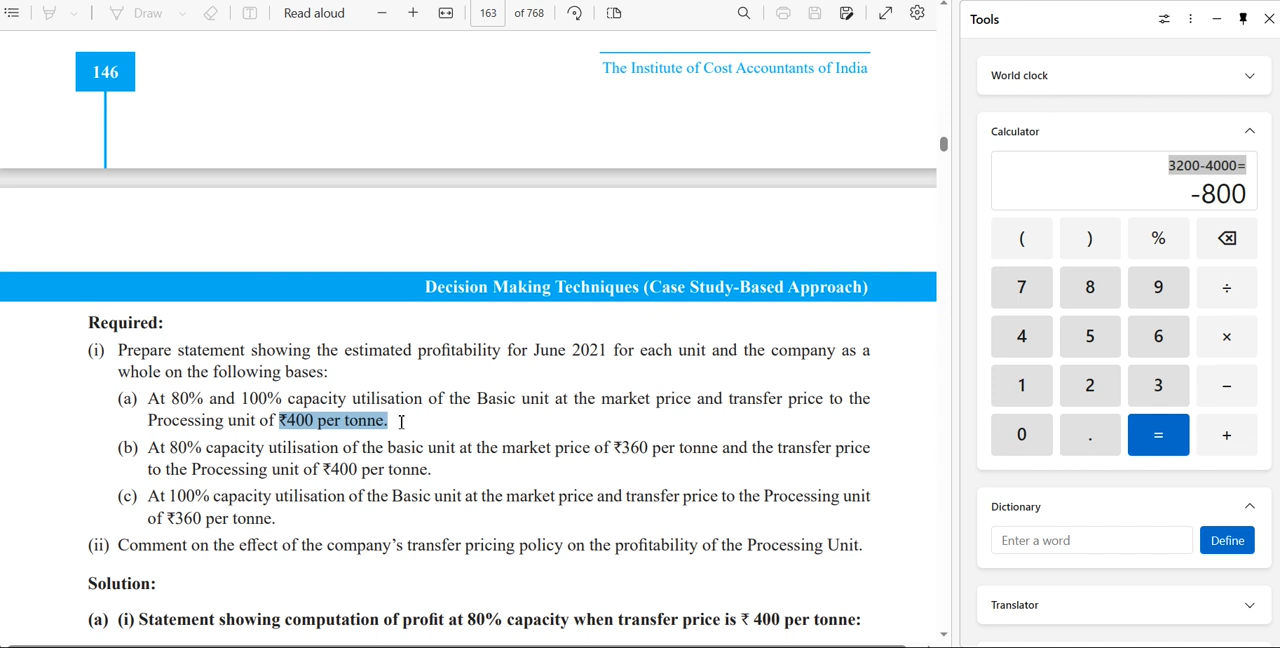 Draw
Read aloud
163 of 768
Tools
146
The Institute of Cost Accountants of India
World clock
Calculator
3200-4000=
-800
( ) %
7 8 9 ÷
4 5 6 ×
1 2 3 −
0 . = +
Decision Making Techniques (Case Study-Based Approach)
Required:
(i) Prepare statement showing the estimated profitability for June 2021 for each unit and the company as a
whole on the following bases:
(a) At 80% and 100% capacity utilisation of the Basic unit at the market price and transfer price to the
Processing unit of ₹400 per tonne.
(b) At 80% capacity utilisation of the basic unit at the market price of ₹360 per tonne and the transfer price
to the Processing unit of ₹400 per tonne.
(c) At 100% capacity utilisation of the Basic unit at the market price and transfer price to the Processing unit
of ₹360 per tonne.
(ii) Comment on the effect of the company’s transfer pricing policy on the profitability of the Processing Unit.
Solution:
(a) (i) Statement showing computation of profit at 80% capacity when transfer price is ₹ 400 per tonne:
Dictionary
Enter a word
Define
Translator